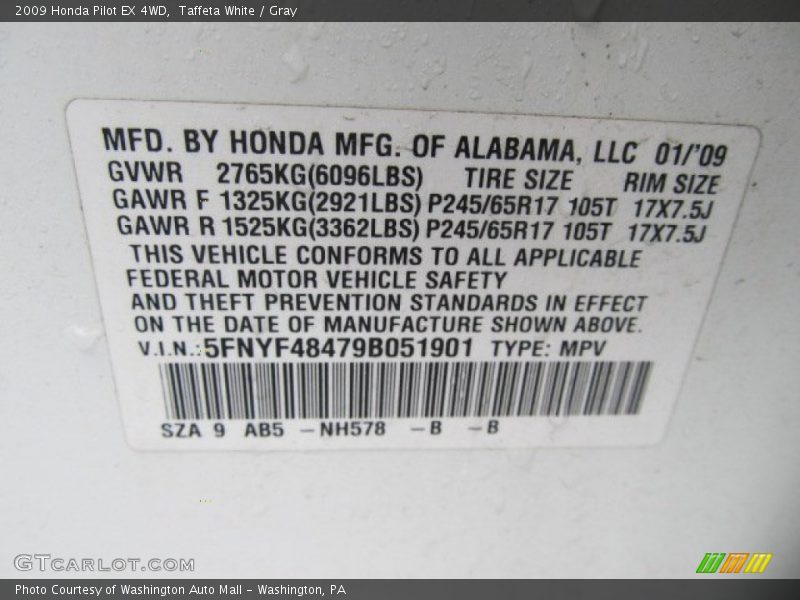 2009 Honda Pilot EX 4WD,  Taffeta White / Gray
MFD. BY HONDA MFG. OF ALABAMA, LLC 01/'09
GVWR 2765KG(6096LBS) TIRE SIZE RIM SIZE
GAWR F 1325KG(2921LBS) P245/65R17 105T 17X7.5J
GAWR R 1525KG(3362LBS) P245/65R17 105T 17X7.5J
THIS VEHICLE CONFORMS TO ALL APPLICABLE
FEDERAL MOTOR VEHICLE SAFETY
AND THEFT PREVENTION STANDARDS IN EFFECT
ON THE DATE OF MANUFACTURE SHOWN ABOVE.
V.I.N.:5FNYF48479B051901 TYPE: MPV
SZA 9 AB5 -NH578 -B -B
GTCARLOT.COM
Photo Courtesy of Washington Auto Mall - Washington, PA